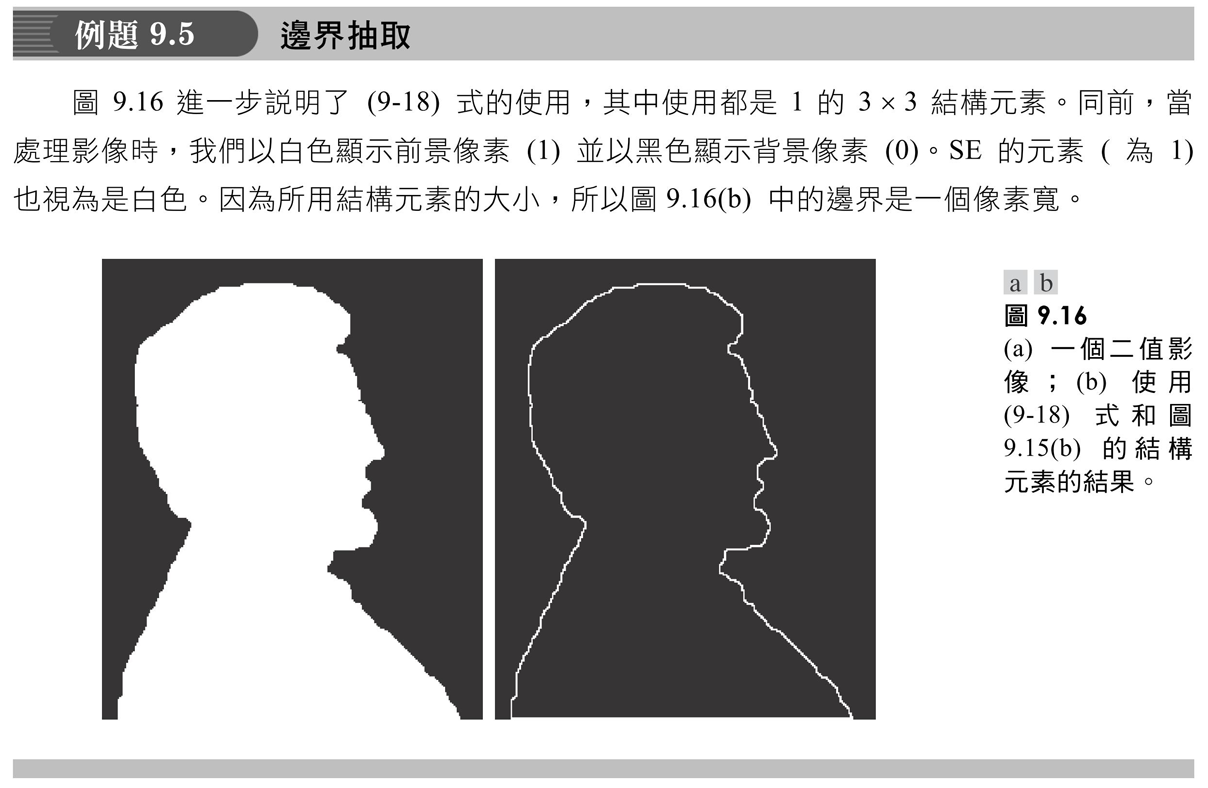 例題 9.5 邊界抽取
圖 9.16 進一步說明了 (9-18) 式的使用，其中使用都是 1 的 3 × 3 結構元素。同前，當
處理影像時，我們以白色顯示前景像素 (1) 並以黑色顯示背景像素 (0)。SE 的元素 ( 為 1)
也視為是白色。因為所用結構元素的大小，所以圖 9.16(b) 中的邊界是一個像素寬。
a b
圖 9.16
(a) 一個二值影
像；(b) 使用
(9-18) 式和圖
9.15(b) 的結構
元素的結果。